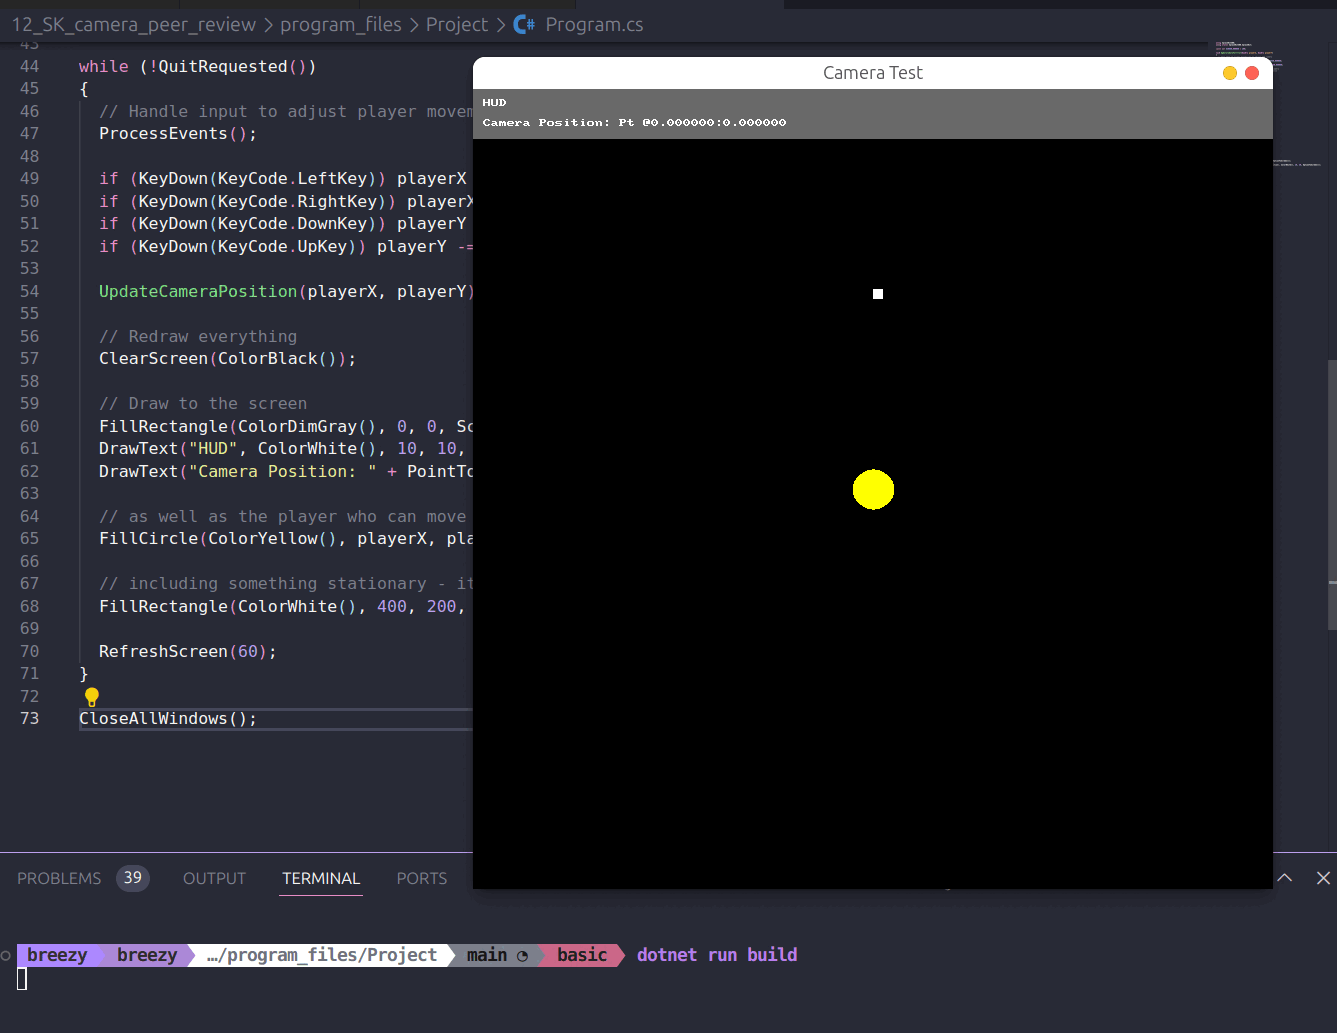 12_SK_camera_peer_review > program_files > Project > C# Program.cs
43
44 while (!QuitRequested())
45 {
46 // Handle input to adjust player movem
47 ProcessEvents();
48
49 if (KeyDown(KeyCode.LeftKey)) playerX
50 if (KeyDown(KeyCode.RightKey)) playerX
51 if (KeyDown(KeyCode.DownKey)) playerY
52 if (KeyDown(KeyCode.UpKey)) playerY -=
53
54 UpdateCameraPosition(playerX, playerY)
55
56 // Redraw everything
57 ClearScreen(ColorBlack());
58
59 // Draw to the screen
60 FillRectangle(ColorDimGray(), 0, 0, Sc
61 DrawText("HUD", ColorWhite(), 10, 10,
62 DrawText("Camera Position: " + PointTo
63
64 // as well as the player who can move
65 FillCircle(ColorYellow(), playerX, pla
66
67 // including something stationary - it
68 FillRectangle(ColorWhite(), 400, 200,
69
70 RefreshScreen(60);
71 }
72
73 CloseAllWindows();
Camera Test
HUD
Camera Position: Pt @0.000000:0.000000
PROBLEMS 39 OUTPUT TERMINAL PORTS
breezy breezy …/program_files/Project main basic dotnet run build